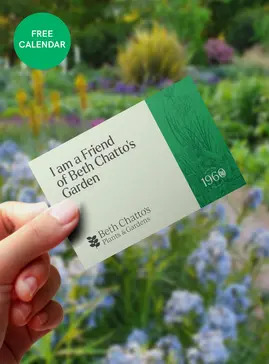 FREE
CALENDAR
I am a Friend
of Beth Chatto's
Garden
1960
Beth Chatto's
Plants & Gardens